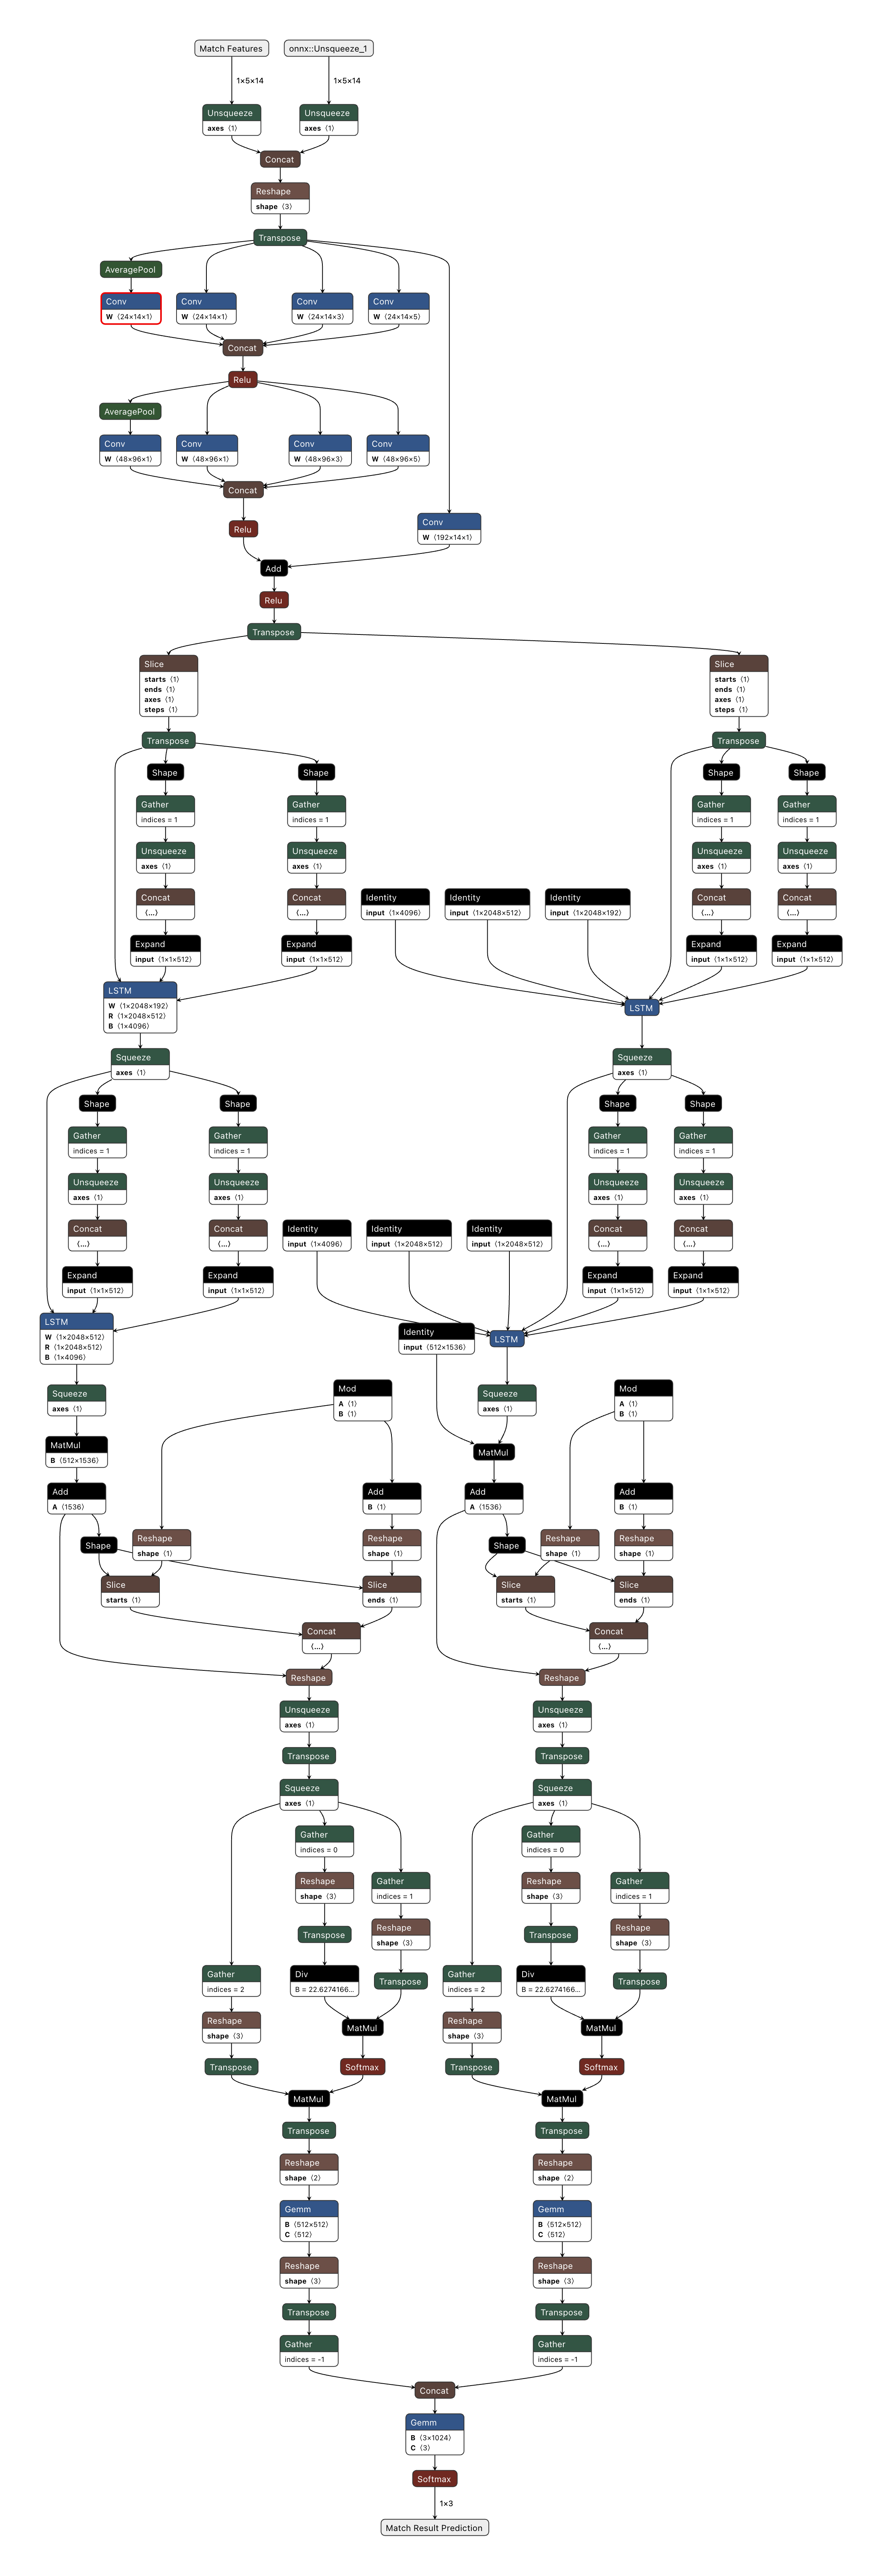 Match Features
onnx::Unsqueeze_1
1×5×14
1×5×14
Unsqueeze
axes ⟨1⟩
Unsqueeze
axes ⟨1⟩
Concat
Reshape
shape ⟨3⟩
Transpose
AveragePool
Conv
W ⟨24×14×1⟩
Conv
W ⟨24×14×1⟩
Conv
W ⟨24×14×3⟩
Conv
W ⟨24×14×5⟩
Concat
Relu
AveragePool
Conv
W ⟨48×96×1⟩
Conv
W ⟨48×96×1⟩
Conv
W ⟨48×96×3⟩
Conv
W ⟨48×96×5⟩
Concat
Relu
Conv
W ⟨192×14×1⟩
Add
Relu
Transpose
Slice
starts ⟨1⟩
ends ⟨1⟩
axes ⟨1⟩
steps ⟨1⟩
Slice
starts ⟨1⟩
ends ⟨1⟩
axes ⟨1⟩
steps ⟨1⟩
Transpose
Transpose
Shape
Shape
Shape
Shape
Gather
indices = 1
Gather
indices = 1
Gather
indices = 1
Gather
indices = 1
Unsqueeze
axes ⟨1⟩
Unsqueeze
axes ⟨1⟩
Unsqueeze
axes ⟨1⟩
Unsqueeze
axes ⟨1⟩
Concat
⟨…⟩
Concat
⟨…⟩
Identity
input ⟨1×4096⟩
Identity
input ⟨1×2048×512⟩
Identity
input ⟨1×2048×192⟩
Concat
⟨…⟩
Concat
⟨…⟩
Expand
input ⟨1×1×512⟩
Expand
input ⟨1×1×512⟩
Expand
input ⟨1×1×512⟩
Expand
input ⟨1×1×512⟩
LSTM
W ⟨1×2048×192⟩
R ⟨1×2048×512⟩
B ⟨1×4096⟩
LSTM
Squeeze
axes ⟨1⟩
Squeeze
axes ⟨1⟩
Shape
Shape
Shape
Shape
Gather
indices = 1
Gather
indices = 1
Gather
indices = 1
Gather
indices = 1
Unsqueeze
axes ⟨1⟩
Unsqueeze
axes ⟨1⟩
Unsqueeze
axes ⟨1⟩
Unsqueeze
axes ⟨1⟩
Concat
⟨…⟩
Concat
⟨…⟩
Identity
input ⟨1×4096⟩
Identity
input ⟨1×2048×512⟩
Identity
input ⟨1×2048×512⟩
Concat
⟨…⟩
Concat
⟨…⟩
Expand
input ⟨1×1×512⟩
Expand
input ⟨1×1×512⟩
Expand
input ⟨1×1×512⟩
Expand
input ⟨1×1×512⟩
LSTM
W ⟨1×2048×512⟩
R ⟨1×2048×512⟩
B ⟨1×4096⟩
Identity
input ⟨512×1536⟩
LSTM
Squeeze
axes ⟨1⟩
Mod
A ⟨1⟩
B ⟨1⟩
Squeeze
axes ⟨1⟩
Mod
A ⟨1⟩
B ⟨1⟩
MatMul
B ⟨512×1536⟩
MatMul
Add
A ⟨1536⟩
Add
B ⟨1⟩
Add
A ⟨1536⟩
Add
B ⟨1⟩
Shape
Reshape
shape ⟨1⟩
Reshape
shape ⟨1⟩
Shape
Reshape
shape ⟨1⟩
Reshape
shape ⟨1⟩
Slice
starts ⟨1⟩
Slice
ends ⟨1⟩
Slice
starts ⟨1⟩
Slice
ends ⟨1⟩
Concat
⟨…⟩
Concat
⟨…⟩
Reshape
Reshape
Unsqueeze
axes ⟨1⟩
Unsqueeze
axes ⟨1⟩
Transpose
Transpose
Squeeze
axes ⟨1⟩
Squeeze
axes ⟨1⟩
Gather
indices = 0
Gather
indices = 0
Reshape
shape ⟨3⟩
Gather
indices = 1
Reshape
shape ⟨3⟩
Gather
indices = 1
Transpose
Reshape
shape ⟨3⟩
Transpose
Reshape
shape ⟨3⟩
Gather
indices = 2
Div
B = 22.6274166…
Transpose
Gather
indices = 2
Div
B = 22.6274166…
Transpose
Reshape
shape ⟨3⟩
MatMul
Reshape
shape ⟨3⟩
MatMul
Transpose
Softmax
Transpose
Softmax
MatMul
MatMul
Transpose
Transpose
Reshape
shape ⟨2⟩
Reshape
shape ⟨2⟩
Gemm
B ⟨512×512⟩
C ⟨512⟩
Gemm
B ⟨512×512⟩
C ⟨512⟩
Reshape
shape ⟨3⟩
Reshape
shape ⟨3⟩
Transpose
Transpose
Gather
indices = -1
Gather
indices = -1
Concat
Gemm
B ⟨3×1024⟩
C ⟨3⟩
Softmax
1×3
Match Result Prediction